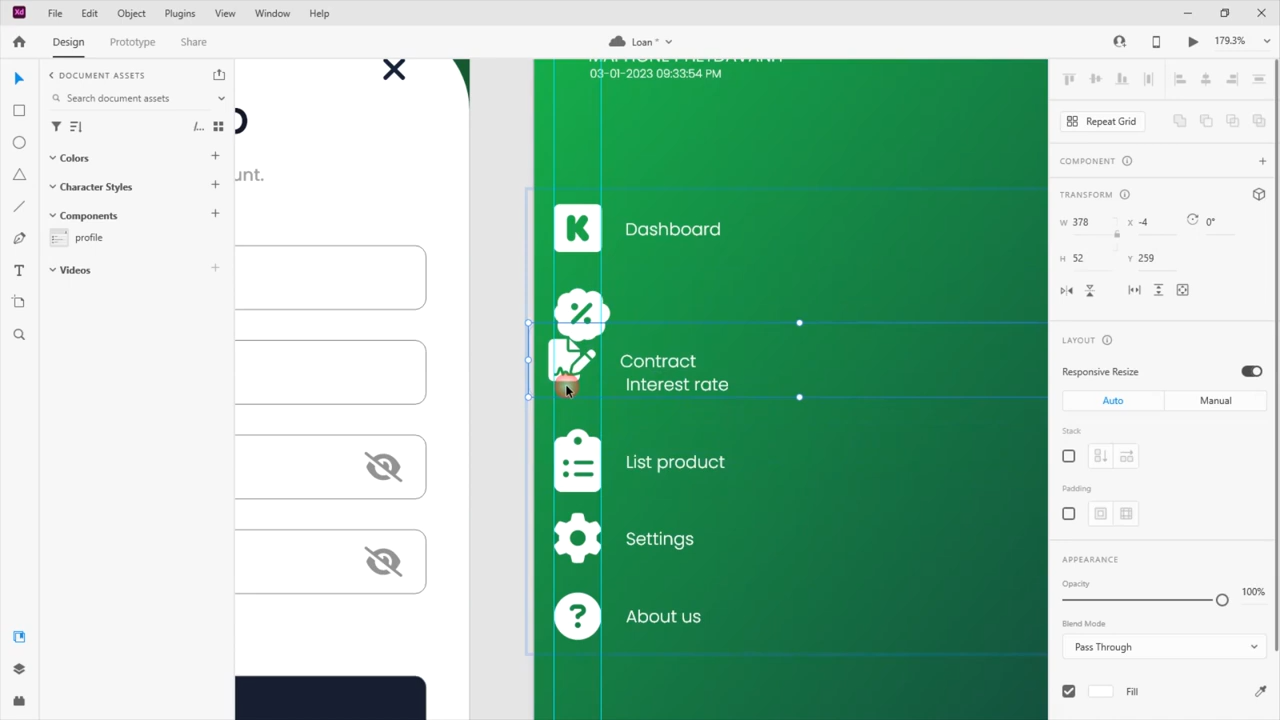 Xd File Edit Object Plugins View Window Help
Design Prototype Share Loan * 179.3%
DOCUMENT ASSETS
Search document assets
Colors
Character Styles
Components
profile
Videos
unt.
03-01-2023 09:33:54 PM
K Dashboard
%
Contract
Interest rate
List product
Settings
? About us
Repeat Grid
COMPONENT
TRANSFORM
W 378 X -4 0°
H 52 Y 259
LAYOUT
Responsive Resize
Auto Manual
Stack
Padding
APPEARANCE
Opacity
100%
Blend Mode
Pass Through
Fill